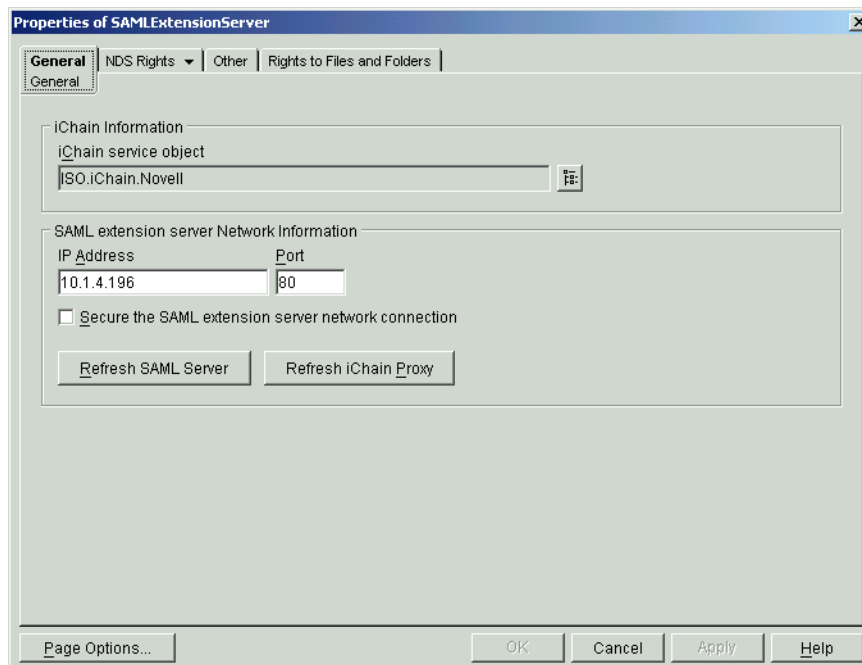 Properties of SAMLExtensionServer
General NDS Rights Other Rights to Files and Folders
General
iChain Information
iChain service object
ISO.iChain.Novell
SAML extension server Network Information
IP Address Port
10.1.4.196 80
Secure the SAML extension server network connection
Refresh SAML Server Refresh iChain Proxy
Page Options... OK Cancel Apply Help